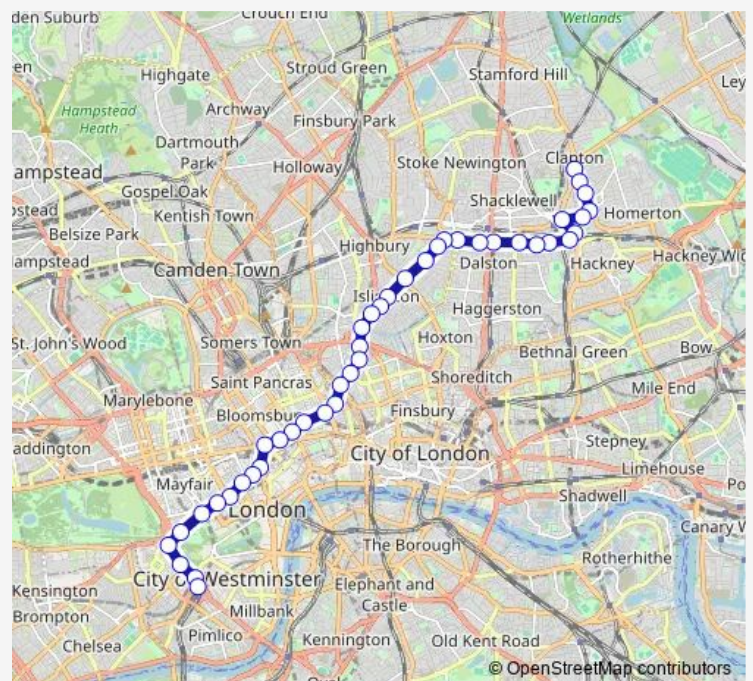 den Suburb
Crouch End
Wetlands
en
Highgate
Stroud Green
Stamford Hill
Ley
Hampstead
Heath
Archway
Finsbury Park
Dartmouth
Park
Holloway
Stoke Newington
Clapton
ampstead
Gospel Oak
Shacklewell
ostead
Kentish Town
Homerton
Belsize Park
Highbury
ampstead
Camden Town
Dalston
Hackney
Hackney Wic
Haggerston
St. John's Wood
Somers Town
Hoxton
Bethnal Green
Bow
Saint Pancras
Shoreditch
Mile End
Marylebone
Finsbury
addington
City of London
Stepney
Limehouse
Mayfair
Po
London
Shadwell
Canary W
The Borough
Rotherhithe
Westminster
Kensington
Elephant and
Castle
Brompton
Millbank
Pimlico
Chelsea
Kennington
Old Kent Road
© OpenStreetMap contributors